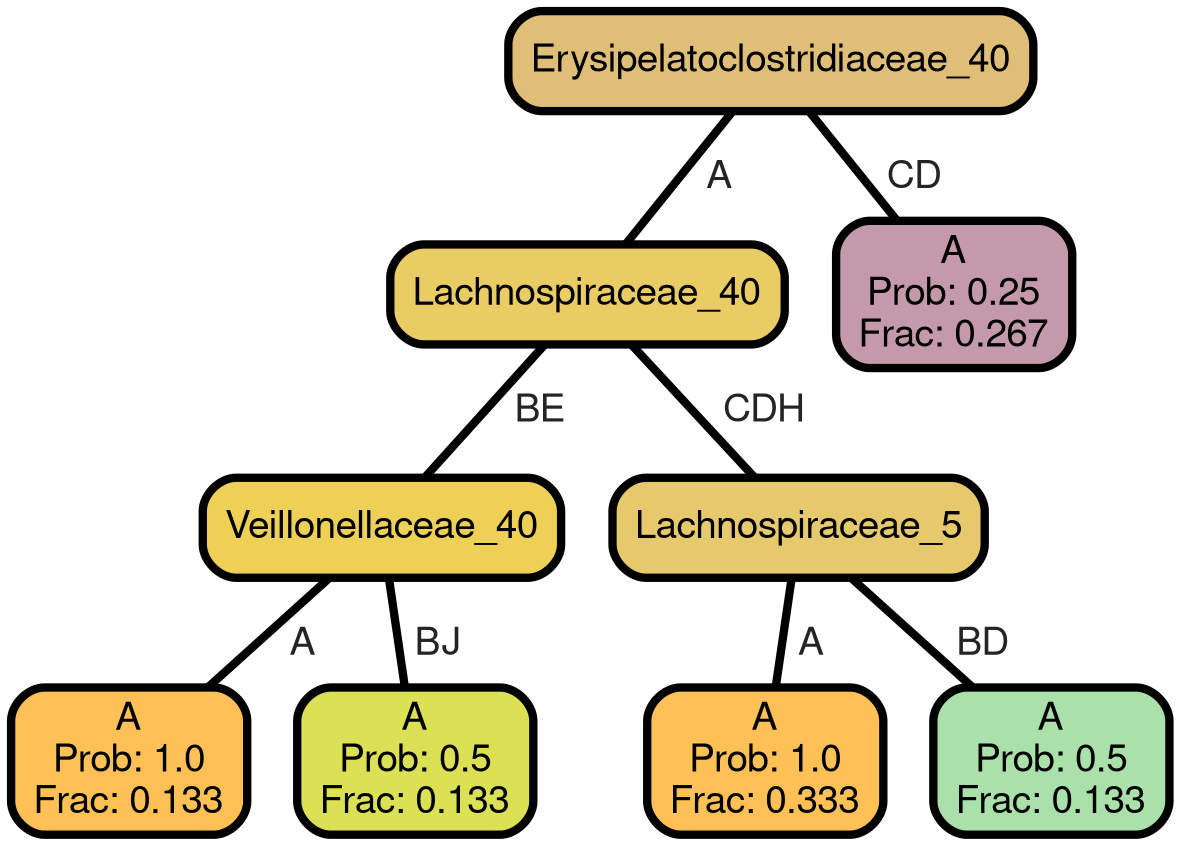 Erysipelatoclostridiaceae_40
A
CD
Lachnospiraceae_40
A
Prob: 0.25
Frac: 0.267
BE
CDH
Veillonellaceae_40
Lachnospiraceae_5
A
BJ
A
BD
A
Prob: 1.0
Frac: 0.133
A
Prob: 0.5
Frac: 0.133
A
Prob: 1.0
Frac: 0.333
A
Prob: 0.5
Frac: 0.133